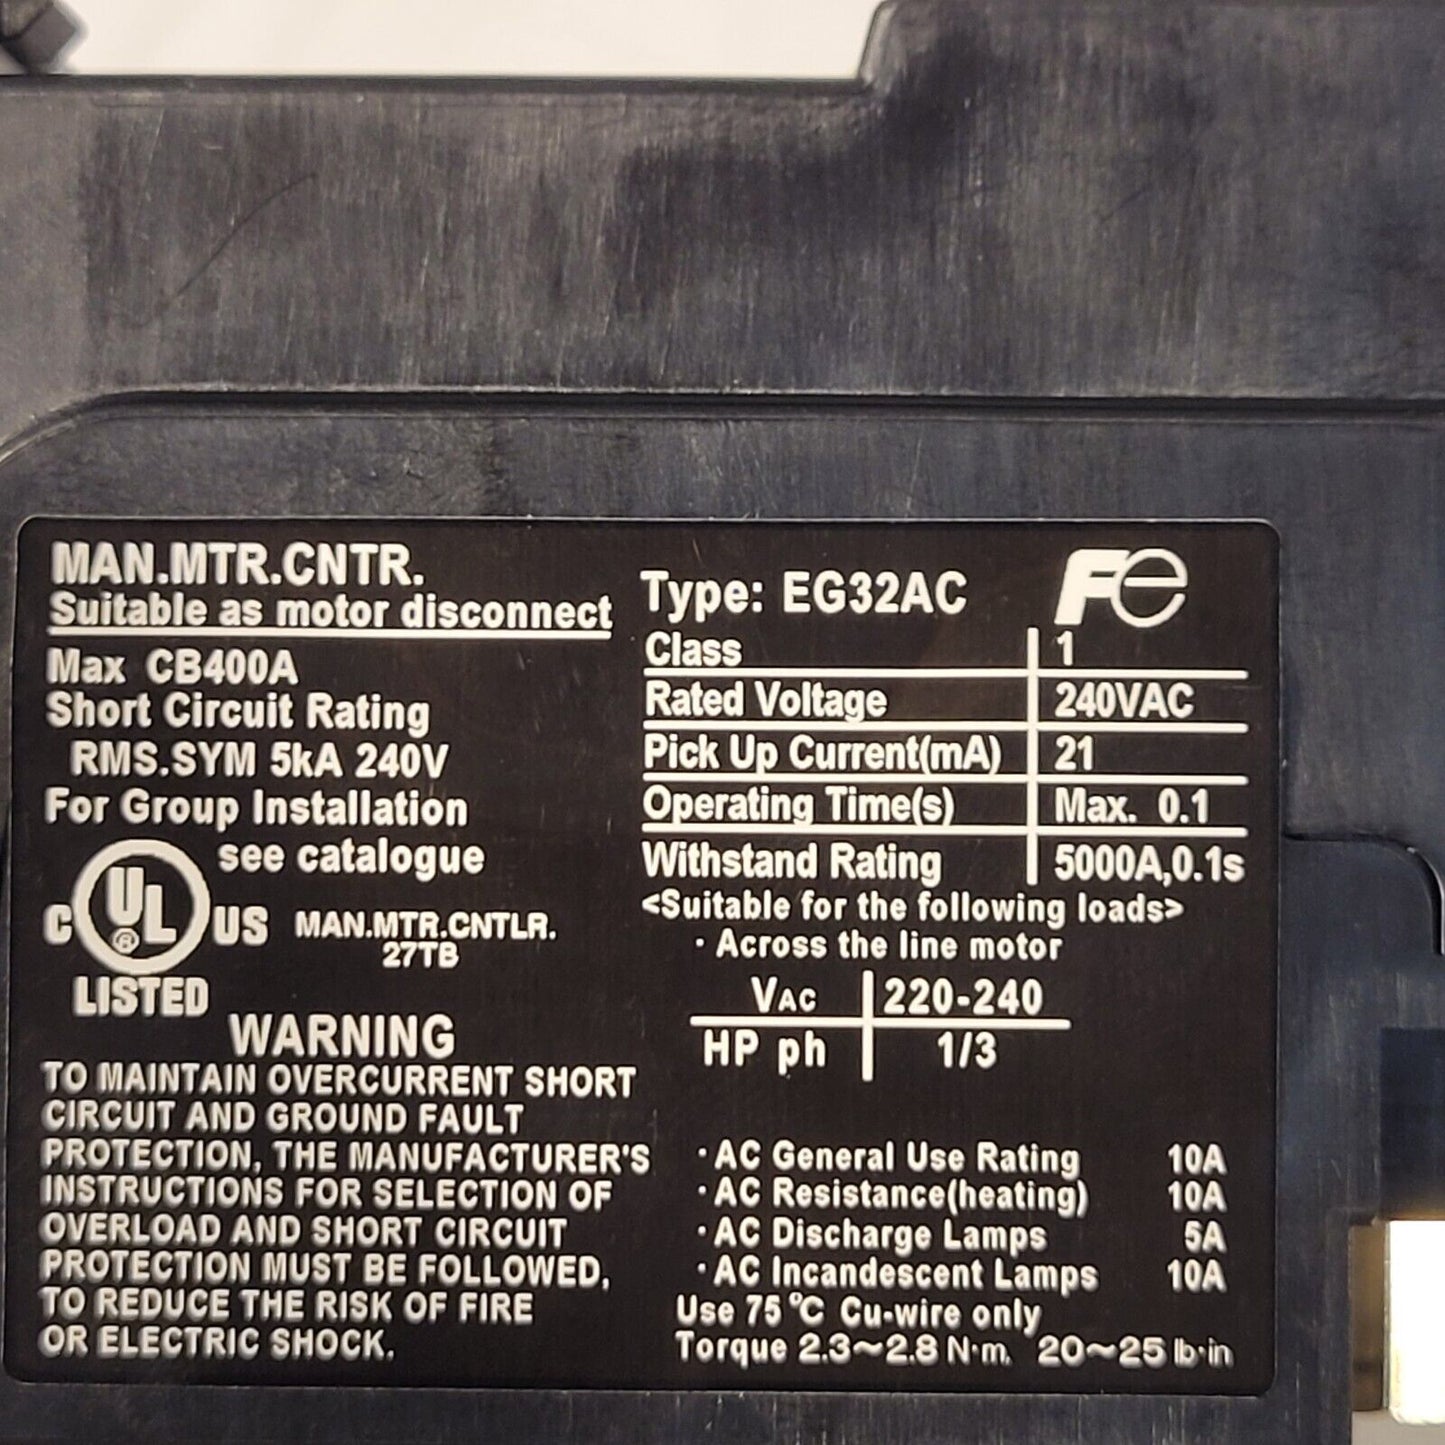 MAN.MTR.CNTR.
Suitable as motor disconnect
Max CB400A
Short Circuit Rating
RMS.SYM 5kA 240V
For Group Installation
see catalogue
C UL ® US
LISTED
MAN.MTR.CNTLR.
27TB
WARNING
TO MAINTAIN OVERCURRENT SHORT
CIRCUIT AND GROUND FAULT
PROTECTION, THE MANUFACTURER'S
INSTRUCTIONS FOR SELECTION OF
OVERLOAD AND SHORT CIRCUIT
PROTECTION MUST BE FOLLOWED,
TO REDUCE THE RISK OF FIRE
OR ELECTRIC SHOCK.
Type: EG32AC Fe
Class 1
Rated Voltage 240VAC
Pick Up Current(mA) 21
Operating Time(s) Max. 0.1
Withstand Rating 5000A,0.1s
<Suitable for the following loads>
· Across the line motor
VAC 220-240
HP ph 1/3
· AC General Use Rating 10A
· AC Resistance(heating) 10A
· AC Discharge Lamps 5A
· AC Incandescent Lamps 10A
Use 75℃ Cu-wire only
Torque 2.3~2.8 N·m. 20~25 lb·in